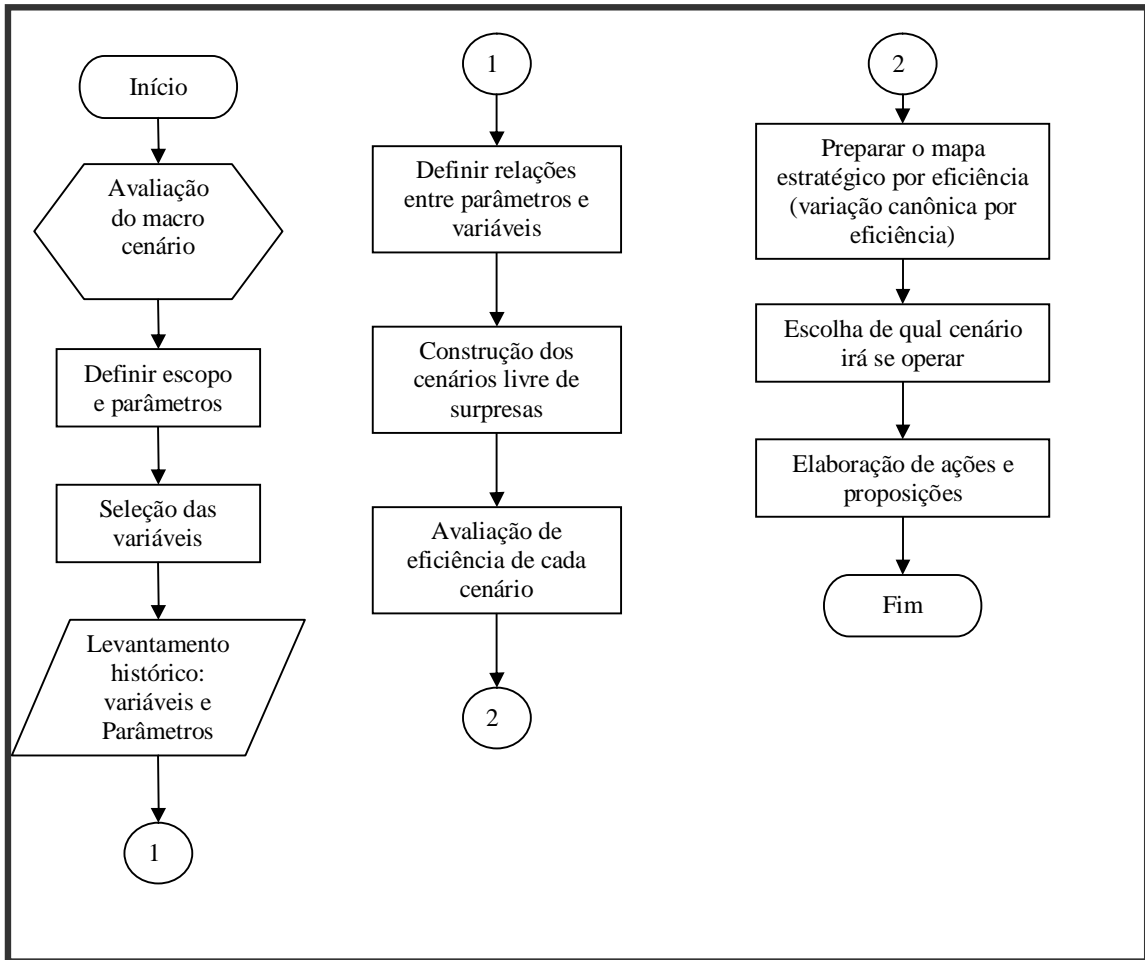 Início
Avaliação
do macro
cenário
Definir escopo
e parâmetros
Seleção das
variáveis
Levantamento
histórico:
variáveis e
Parâmetros
1
1
Definir relações
entre parâmetros e
variáveis
Construção dos
cenários livre de
surpresas
Avaliação de
eficiência de cada
cenário
2
2
Preparar o mapa
estratégico por eficiência
(variação canônica por
eficiência)
Escolha de qual cenário
irá se operar
Elaboração de ações e
proposições
Fim